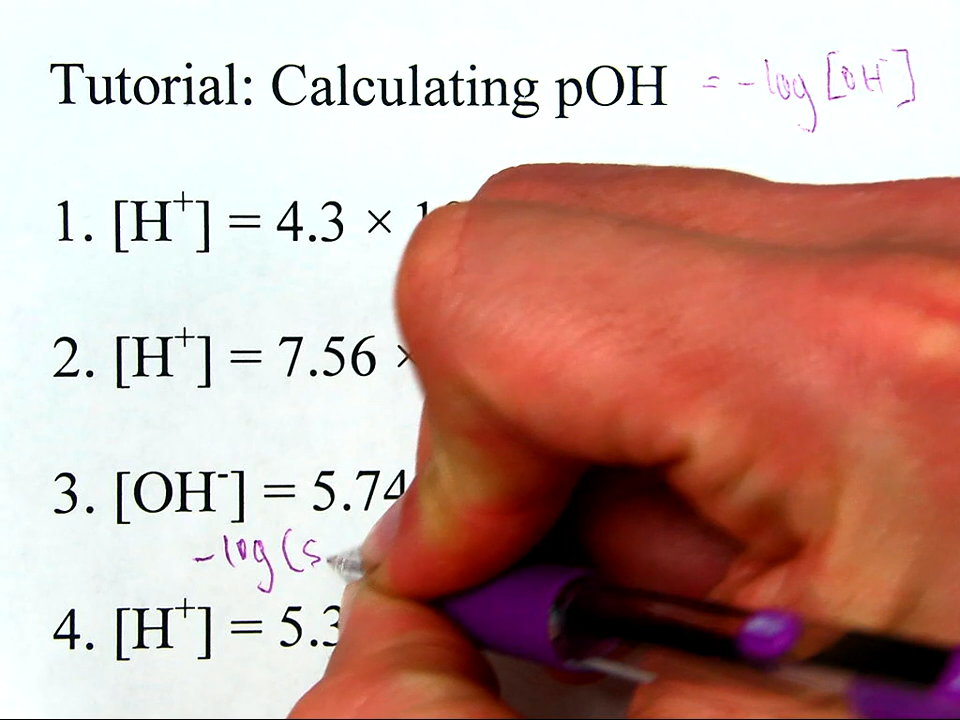 Tutorial: Calculating pOH = -log [OH⁻]
1. [H⁺] = 4.3 × 10
2. [H⁺] = 7.56 ×
3. [OH⁻] = 5.74
-log (5
4. [H⁺] = 5.3